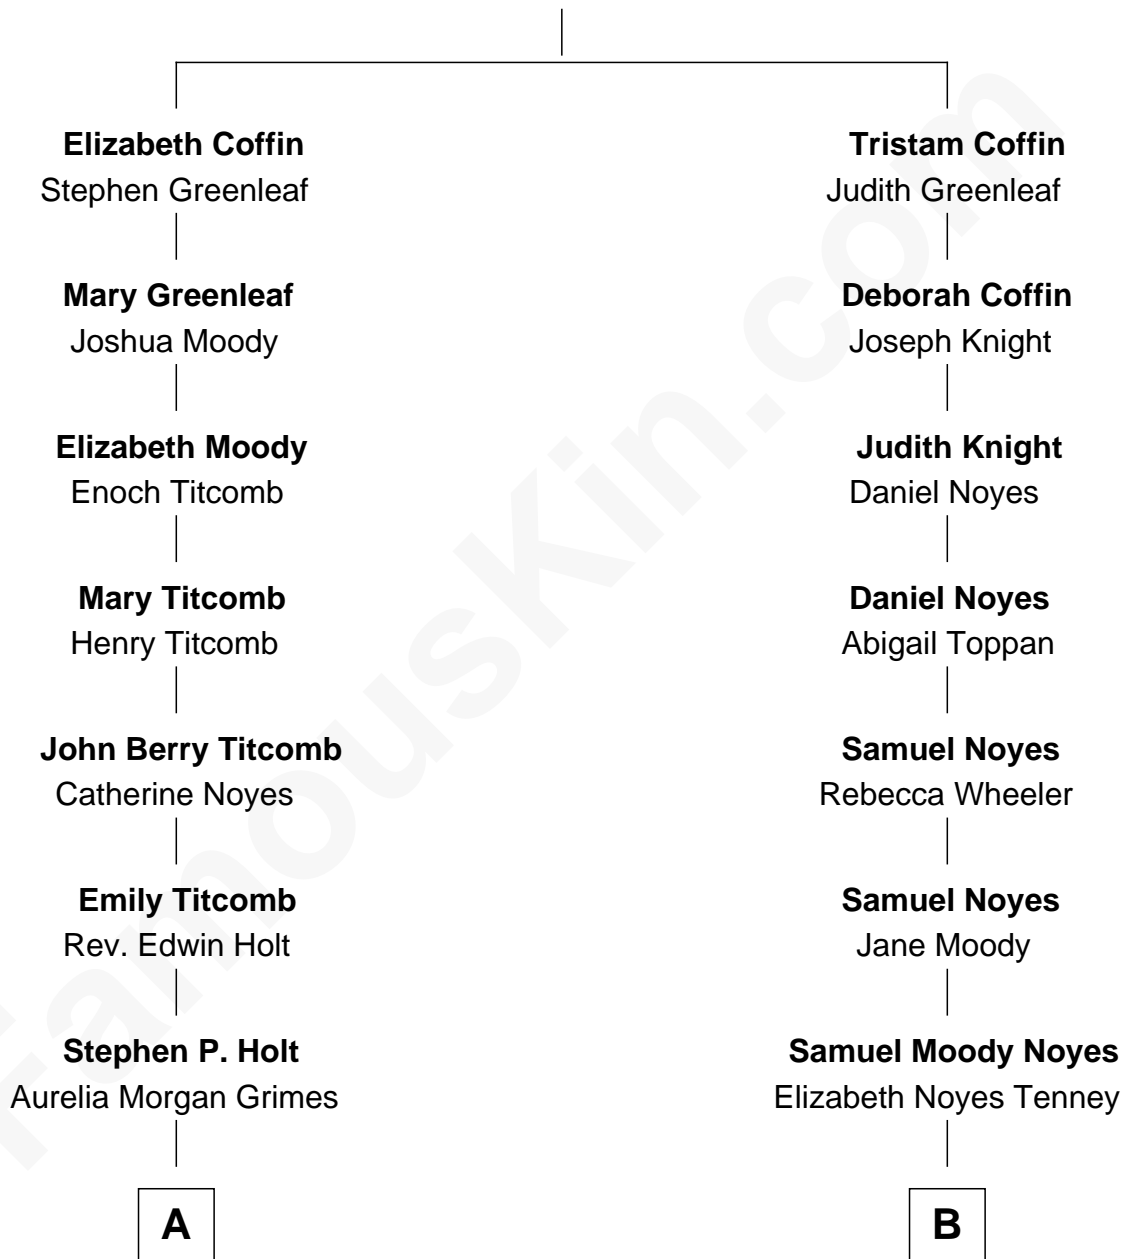 Elizabeth Coffin
Stephen Greenleaf
Mary Greenleaf
Joshua Moody
Elizabeth Moody
Enoch Titcomb
Mary Titcomb
Henry Titcomb
John Berry Titcomb
Catherine Noyes
Emily Titcomb
Rev. Edwin Holt
Stephen P. Holt
Aurelia Morgan Grimes
A
Tristam Coffin
Judith Greenleaf
Deborah Coffin
Joseph Knight
Judith Knight
Daniel Noyes
Daniel Noyes
Abigail Toppan
Samuel Noyes
Rebecca Wheeler
Samuel Noyes
Jane Moody
Samuel Moody Noyes
Elizabeth Noyes Tenney
B
FamousKin.com